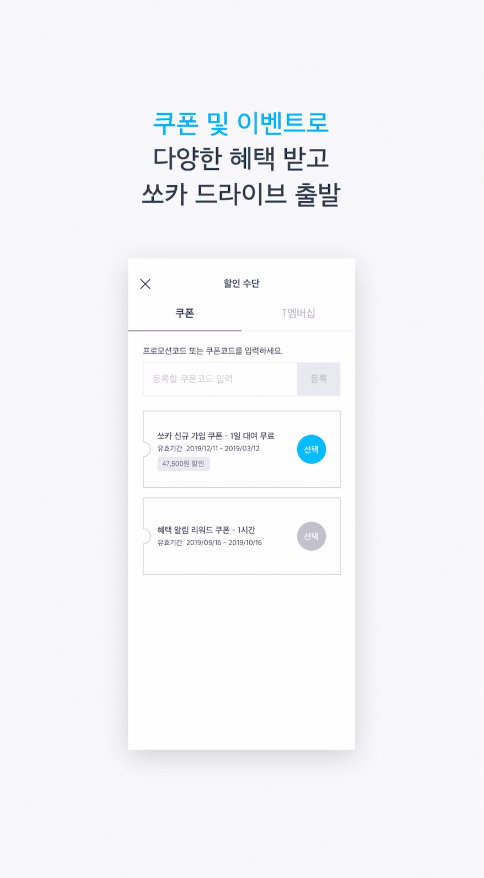 쿠폰 및 이벤트로
다양한 혜택 받고
쏘카 드라이브 출발
할인 수단
쿠폰
T멤버십
프로모션코드 또는 쿠폰코드를 입력하세요.
등록할 쿠폰코드 입력
등록
쏘카 신규 가입 쿠폰 - 1일 대여 무료
유효기간 2019/12/11 - 2019/03/12
47,500원 할인
선택
혜택 알림 리워드 쿠폰 - 1시간
유효기간 2019/09/16 - 2019/10/16
선택